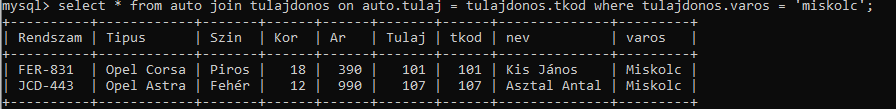 mysql> select * from auto join tulajdonos on auto.tulaj = tulajdonos.tkod where tulajdonos.varos = 'miskolc';
+----------+------------+-------+------+------+-------+------+--------------+---------+
| Rendszam | Tipus      | Szin  | Kor  | Ar   | Tulaj | tkod | nev          | varos   |
+----------+------------+-------+------+------+-------+------+--------------+---------+
| FER-831  | Opel Corsa | Piros |   18 |  390 |   101 |  101 | Kis János    | Miskolc |
| JCD-443  | Opel Astra | Fehér |   12 |  990 |   107 |  107 | Asztal Antal | Miskolc |
+----------+------------+-------+------+------+-------+------+--------------+---------+